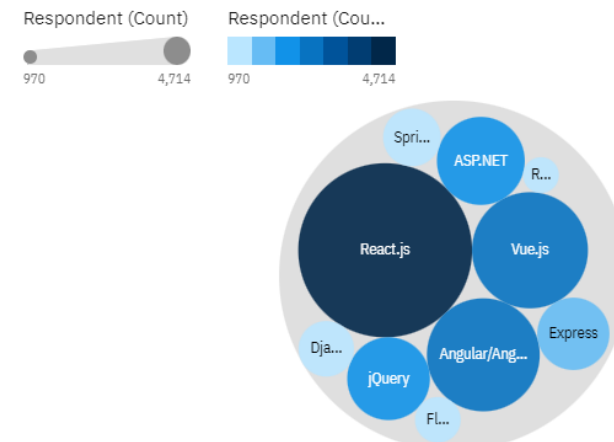 Respondent (Count)
Respondent (Cou...
970
4,714
970
4,714
Spri...
ASP.NET
R...
React.js
Vue.js
Express
Dja...
Angular/Ang...
jQuery
Fl...